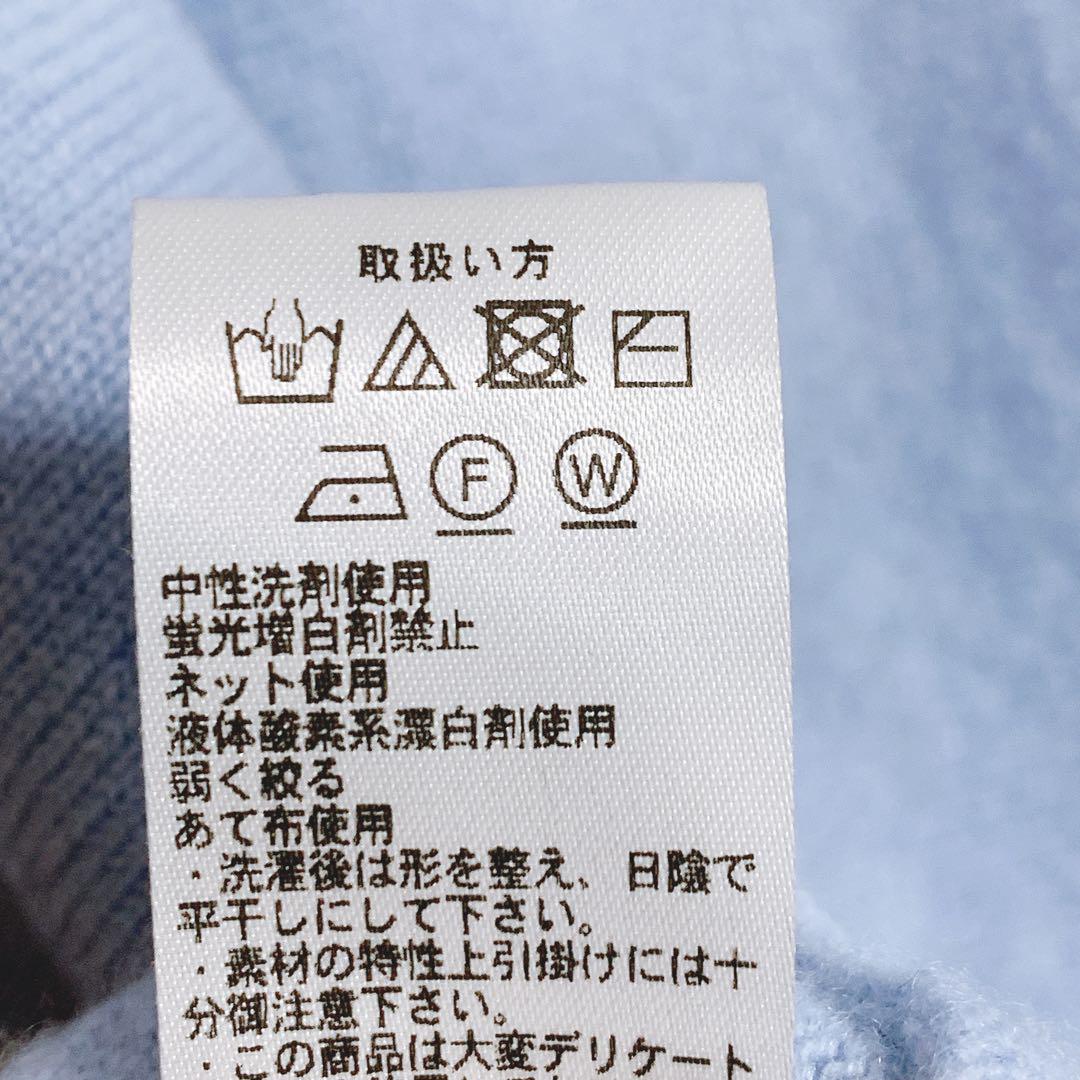 取扱い方
F W
中性洗剤使用
蛍光増白剤禁止
ネット使用
液体酸素系漂白剤使用
弱く絞る
あて布使用
・洗濯後は形を整え、日陰で
平干しにして下さい。
・素材の特性上引掛けには十
分御注意下さい。
・この商品は大変デリケート